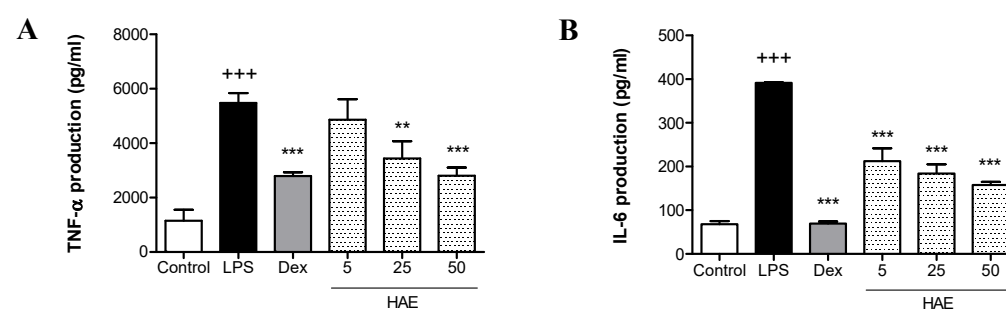 A
TNF-α production (pg/ml)
8000
6000
4000
2000
0
+++
***
**
***
Control LPS Dex 5 25 50
HAE
B
IL-6 production (pg/ml)
500
400
300
200
100
0
+++
***
***
***
***
Control LPS Dex 5 25 50
HAE